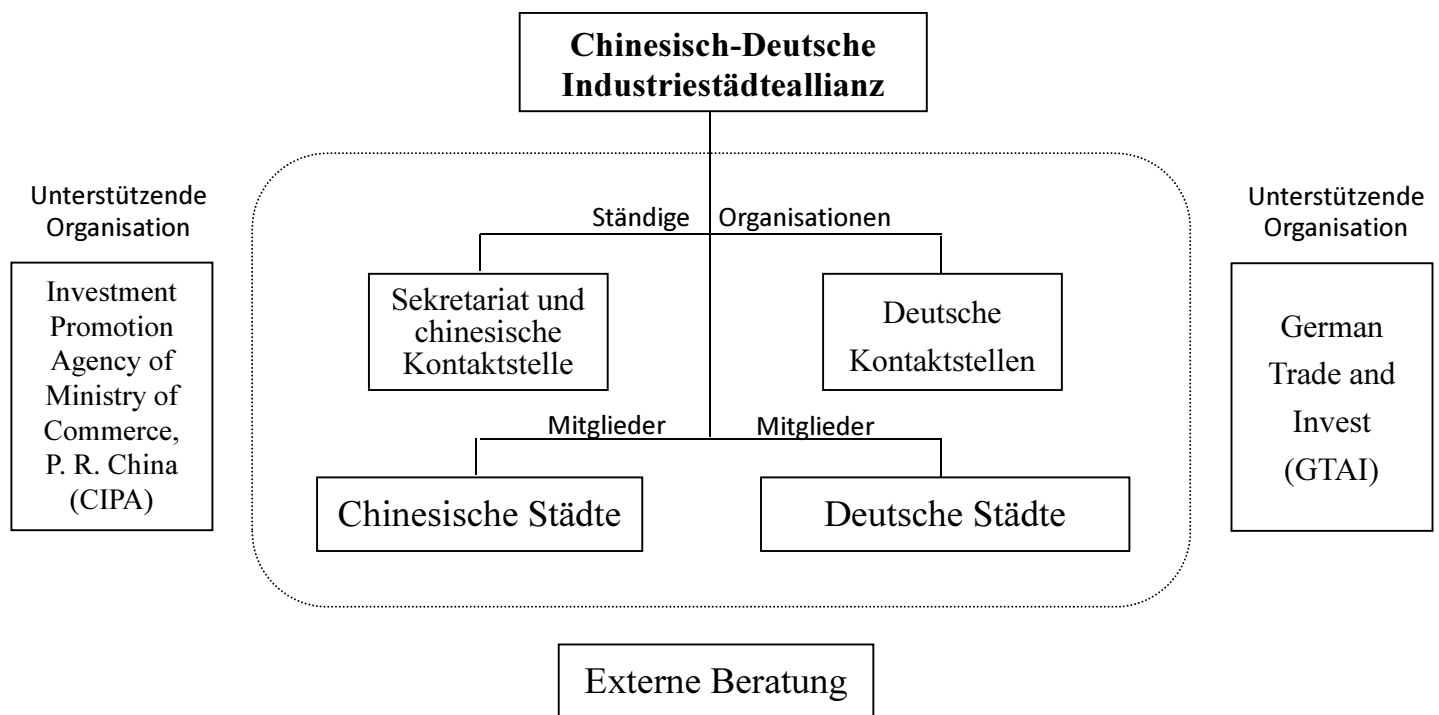 Chinesisch-Deutsche
Industriestädteallianz
Unterstützende
Organisation
Investment
Promotion
Agency of
Ministry of
Commerce,
P. R. China
(CIPA)
Ständige Organisationen
Sekretariat und
chinesische
Kontaktstelle
Deutsche
Kontaktstellen
Mitglieder Mitglieder
Chinesische Städte
Deutsche Städte
Unterstützende
Organisation
German
Trade and
Invest
(GTAI)
Externe Beratung